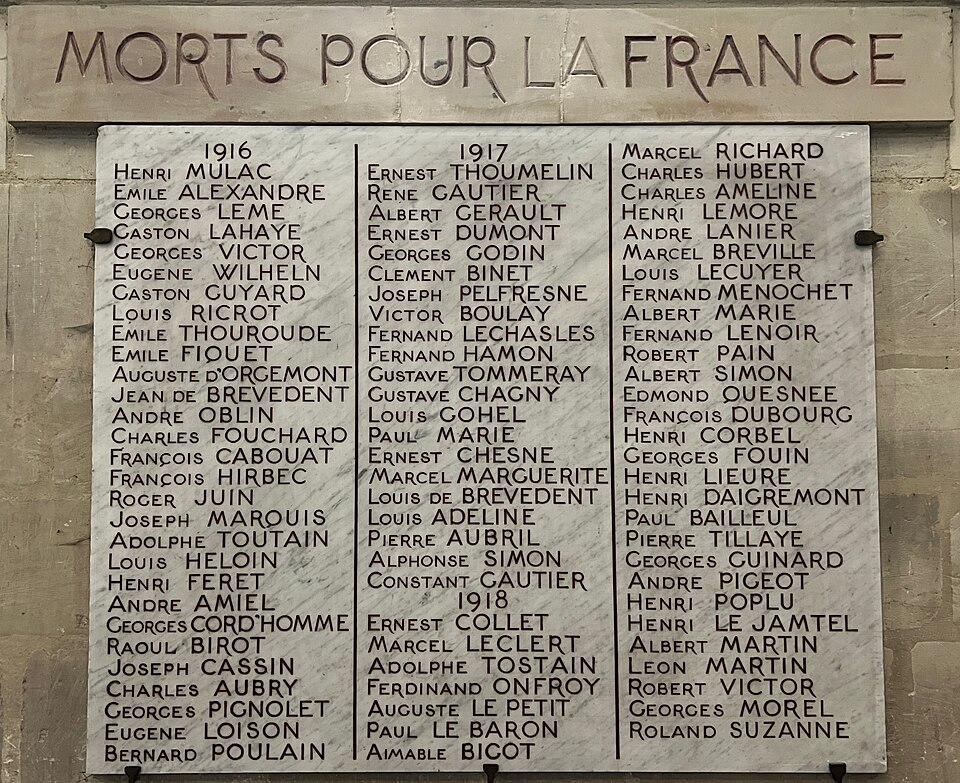 MORTS POUR LA FRANCE
1916
HENRI MULAC
EMILE ALEXANDRE
GEORGES LEME
GASTON LAHAYE
GEORGES VICTOR
EUGENE WILHELN
GASTON GUYARD
LOUIS RICROT
EMILE THOUROUDE
EMILE FIQUET
AUGUSTE D'ORGEMONT
JEAN DE BREVEDENT
ANDRE OBLIN
CHARLES FOUCHARD
FRANÇOIS CABOUAT
FRANÇOIS HIRBEC
ROGER JUIN
JOSEPH MARQUIS
ADOLPHE TOUTAIN
LOUIS HELOIN
HENRI FERET
ANDRE AMIEL
GEORGES CORD'HOMME
RAOUL BIROT
JOSEPH CASSIN
CHARLES AUBRY
GEORGES PIGNOLET
EUGENE LOISON
BERNARD POULAIN
1917
ERNEST THOUMELIN
RENE GAUTIER
ALBERT GERAULT
ERNEST DUMONT
GEORGES GODIN
CLEMENT BINET
JOSEPH PELFRESNE
VICTOR BOULAY
FERNAND LECHASLES
FERNAND HAMON
GUSTAVE TOMMERAY
GUSTAVE CHAGNY
LOUIS GOHEL
PAUL MARIE
ERNEST CHESNE
MARCEL MARGUERITE
LOUIS DE BREVEDENT
LOUIS ADELINE
PIERRE AUBRIL
ALPHONSE SIMON
CONSTANT GAUTIER
1918
ERNEST COLLET
MARCEL LECLERT
ADOLPHE TOSTAIN
FERDINAND ONFROY
AUGUSTE LE PETIT
PAUL LE BARON
AIMABLE BICOT
MARCEL RICHARD
CHARLES HUBERT
CHARLES AMELINE
HENRI LEMORE
ANDRE LANIER
MARCEL BREVILLE
LOUIS LECUYER
FERNAND MENOCHET
ALBERT MARIE
FERNAND LENOIR
ROBERT PAIN
ALBERT SIMON
EDMOND QUESNEE
FRANÇOIS DUBOURG
HENRI CORBEL
GEORGES FOUIN
HENRI LIEURE
HENRI DAIGREMONT
PAUL BAILLEUL
PIERRE TILLAYE
GEORGES GUINARD
ANDRE PIGEOT
HENRI POPLU
HENRI LE JAMTEL
ALBERT MARTIN
LEON MARTIN
ROBERT VICTOR
GEORGES MOREL
ROLAND SUZANNE